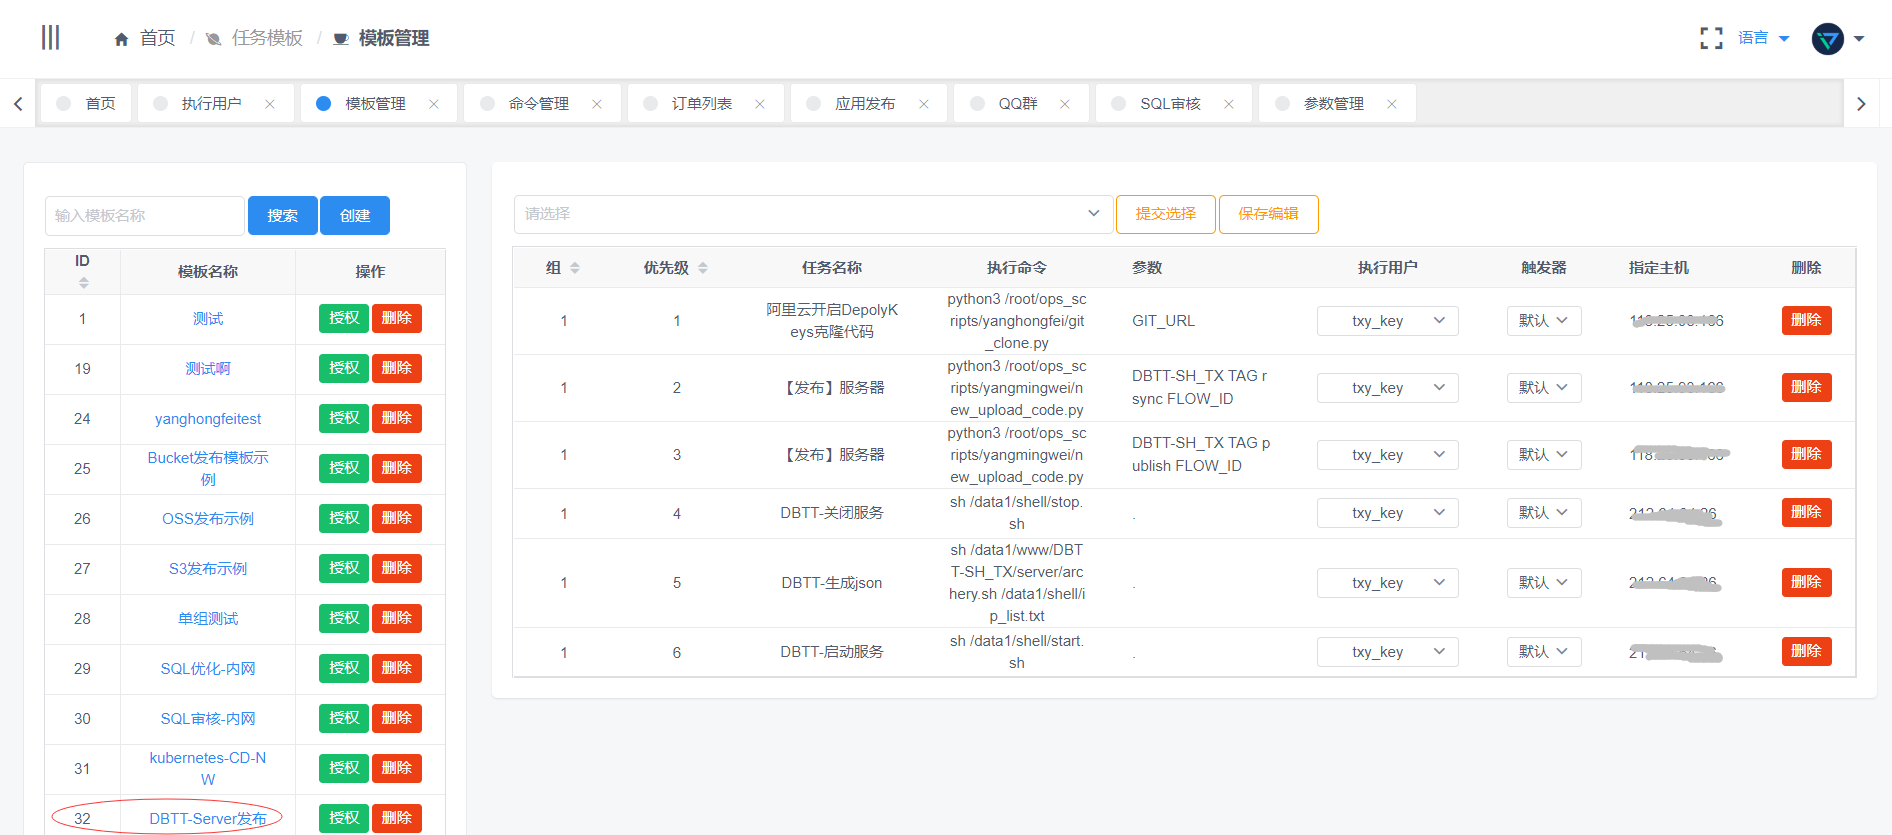 首页 / 任务模板 / 模板管理
语言
首页 执行用户 模板管理 命令管理 订单列表 应用发布 QQ群 SQL审核 参数管理
输入模板名称 搜索 创建
ID 模板名称 操作
1 测试 授权 删除
19 测试啊 授权 删除
24 yanghongfeitest 授权 删除
25 Bucket发布模板示 授权 删除
例
26 OSS发布示例 授权 删除
27 S3发布示例 授权 删除
28 单组测试 授权 删除
29 SQL优化-内网 授权 删除
30 SQL审核-内网 授权 删除
31 kubernetes-CD-N 授权 删除
W
32 DBTT-Server发布 授权 删除
请选择 提交选择 保存编辑
组 优先级 任务名称 执行命令 参数 执行用户 触发器 指定主机 删除
python3 /root/ops_sc
阿里云开启DepolyK
1 1 ripts/yanghongfei/git GIT_URL txy_key 默认 删除
eys克隆代码
_clone.py
python3 /root/ops_sc
DBTT-SH_TX TAG r
1 2 【发布】服务器 ripts/yangmingwei/n txy_key 默认 删除
sync FLOW_ID
ew_upload_code.py
python3 /root/ops_sc
DBTT-SH_TX TAG p
1 3 【发布】服务器 ripts/yangmingwei/n txy_key 默认 删除
ublish FLOW_ID
ew_upload_code.py
sh /data1/shell/stop.
1 4 DBTT-关闭服务 . txy_key 默认 删除
sh
sh /data1/www/DBT
T-SH_TX/server/arc
1 5 DBTT-生成json . txy_key 默认 删除
hery.sh /data1/shell/i
p_list.txt
sh /data1/shell/start.
1 6 DBTT-启动服务 . txy_key 默认 删除
sh